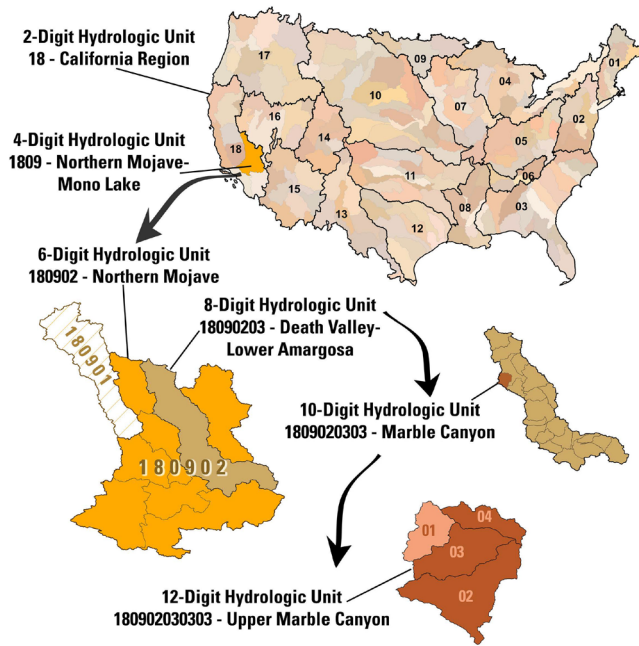 2-Digit Hydrologic Unit
18 - California Region
17
09
04
01
10
07
02
16
18
14
05
06
11
15
08
03
13
12
4-Digit Hydrologic Unit
1809 - Northern Mojave-
Mono Lake
6-Digit Hydrologic Unit
180902 - Northern Mojave
8-Digit Hydrologic Unit
18090203 - Death Valley-
Lower Amargosa
180901
180902
10-Digit Hydrologic Unit
1809020303 - Marble Canyon
04
01
03
02
12-Digit Hydrologic Unit
180902030303 - Upper Marble Canyon